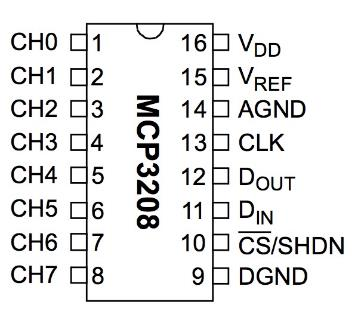 CH0 1 16 VDD
CH1 2 15 VREF
CH2 3 14 AGND
CH3 4 13 CLK
CH4 5 12 DOUT
CH5 6 11 DIN
CH6 7 10 C̅S̅/SHDN
CH7 8 9 DGND
MCP3208